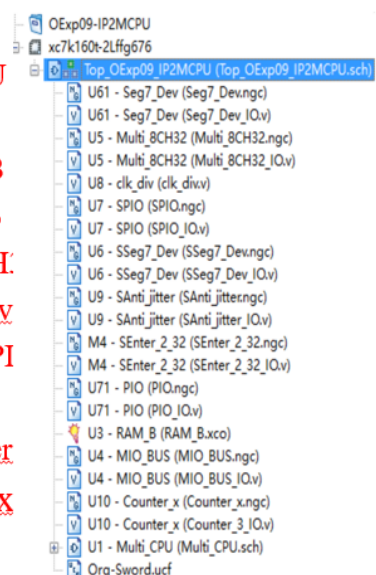 OExp09-IP2MCPU
xc7k160t-2Lffg676
Top_OExp09_IP2MCPU (Top_OExp09_IP2MCPU.sch)
U61 - Seg7_Dev (Seg7_Dev.ngc)
U61 - Seg7_Dev (Seg7_Dev_IO.v)
U5 - Multi_8CH32 (Multi_8CH32.ngc)
U5 - Multi_8CH32 (Multi_8CH32_IO.v)
U8 - clk_div (clk_div.v)
U7 - SPIO (SPIO.ngc)
U7 - SPIO (SPIO_IO.v)
U6 - SSeg7_Dev (SSeg7_Dev.ngc)
U6 - SSeg7_Dev (SSeg7_Dev_IO.v)
U9 - SAnti_jitter (SAnti_jitter.ngc)
U9 - SAnti_jitter (SAnti_jitter_IO.v)
M4 - SEnter_2_32 (SEnter_2_32.ngc)
M4 - SEnter_2_32 (SEnter_2_32_IO.v)
U71 - PIO (PIO.ngc)
U71 - PIO (PIO_IO.v)
U3 - RAM_B (RAM_B.xco)
U4 - MIO_BUS (MIO_BUS.ngc)
U4 - MIO_BUS (MIO_BUS_IO.v)
U10 - Counter_x (Counter_x.ngc)
U10 - Counter_x (Counter_3_IO.v)
U1 - Multi_CPU (Multi_CPU.sch)
Org-Sword.ucf